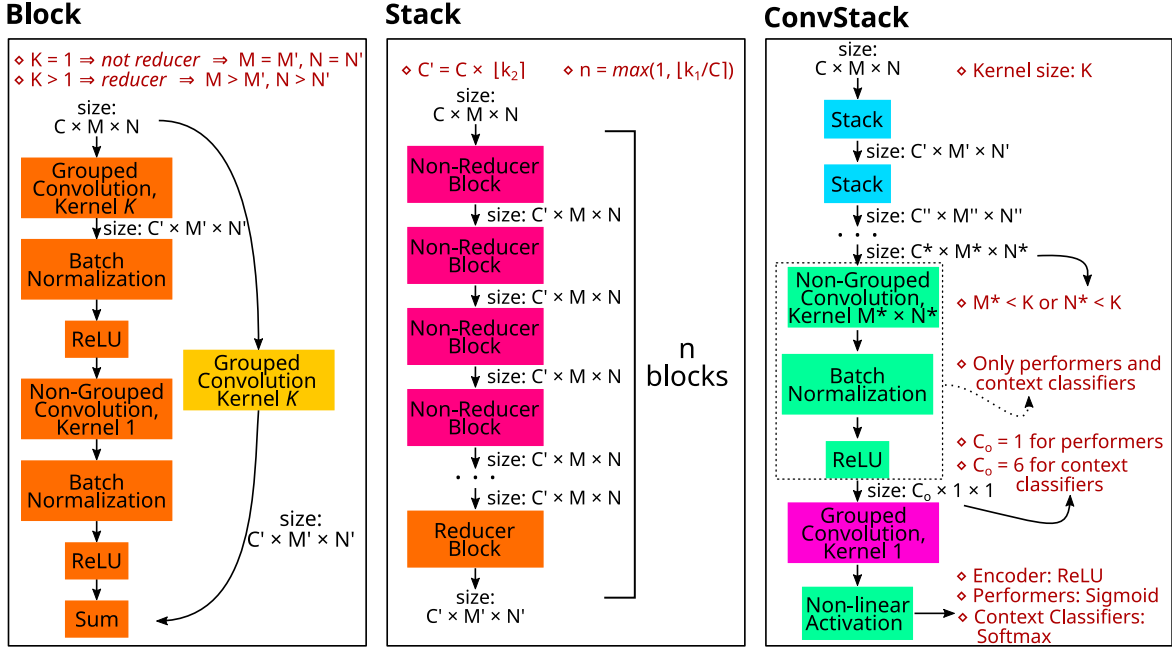 Block
⋄ K = 1 ⇒ not reducer ⇒ M = M', N = N'
⋄ K > 1 ⇒ reducer ⇒ M > M', N > N'
size:
C × M × N
Grouped
Convolution,
Kernel K
size: C' × M' × N'
Batch
Normalization
ReLU
Non-Grouped
Convolution,
Kernel 1
Batch
Normalization
ReLU
Sum
Grouped
Convolution
Kernel K
size:
C' × M' × N'
Stack
⋄ C' = C × ⌊k₂⌉
⋄ n = max(1, ⌊k₁/C⌉)
size:
C × M × N
Non-Reducer
Block
size: C' × M × N
Non-Reducer
Block
size: C' × M × N
Non-Reducer
Block
size: C' × M × N
Non-Reducer
Block
size: C' × M × N
· · ·
size: C' × M × N
Reducer
Block
size:
C' × M' × N'
n
blocks
ConvStack
size:
C × M × N
⋄ Kernel size: K
Stack
size: C' × M' × N'
Stack
size: C'' × M'' × N''
· · ·
size: C* × M* × N*
Non-Grouped
Convolution,
Kernel M* × N*
⋄ M* < K or N* < K
Batch
Normalization
⋄ Only performers and
context classifiers
ReLU
⋄ Cₒ = 1 for performers
⋄ Cₒ = 6 for context
classifiers
size: Cₒ × 1 × 1
Grouped
Convolution,
Kernel 1
Non-linear
Activation
⋄ Encoder: ReLU
⋄ Performers: Sigmoid
⋄ Context Classifiers:
Softmax